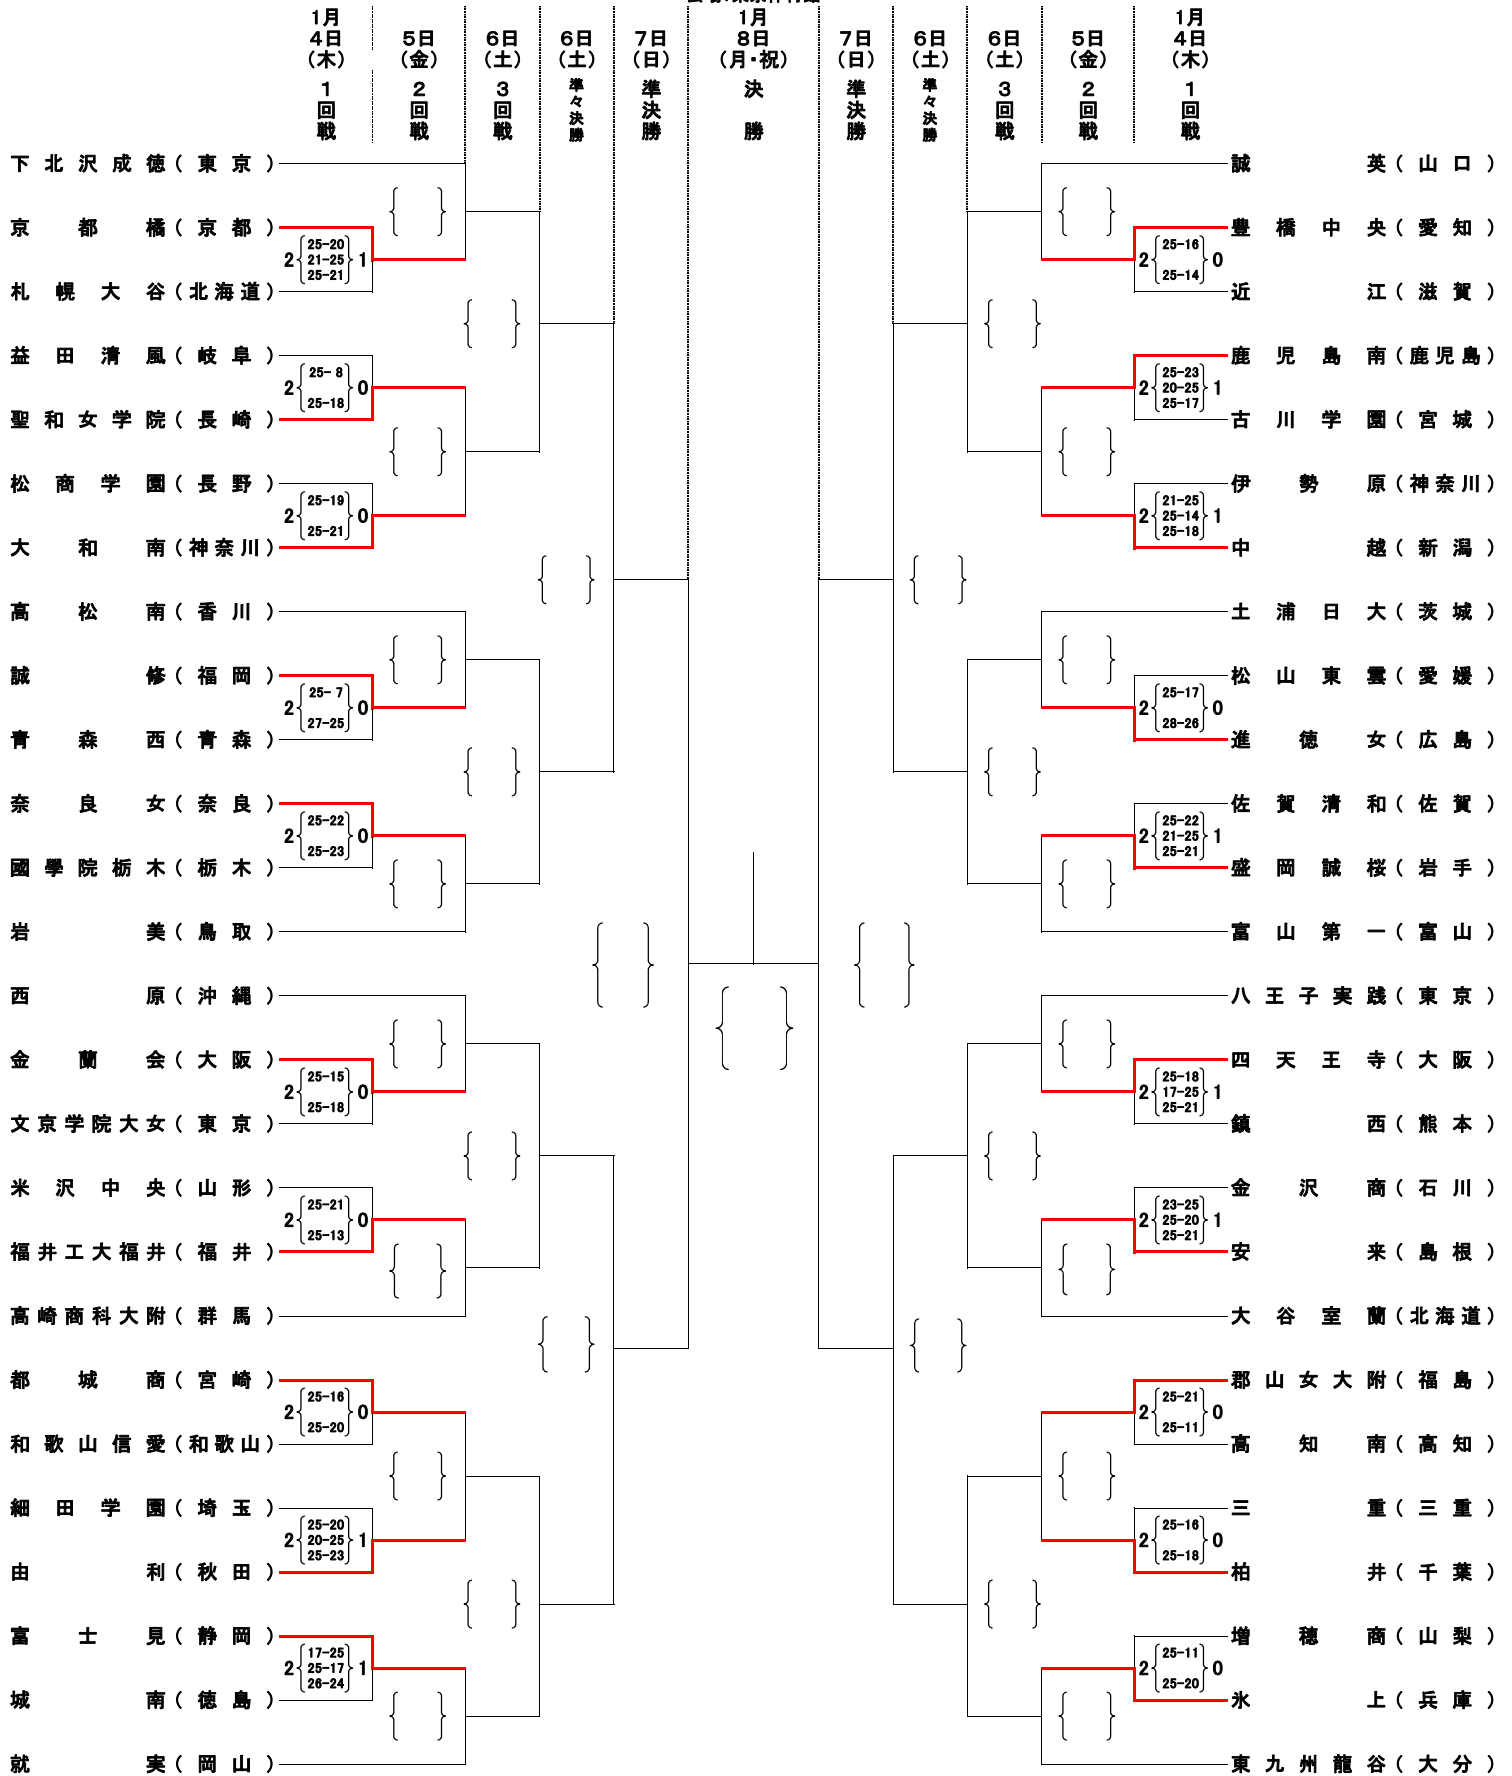 1月 1月 1月
4日 5日 6日 6日 7日 8日 7日 6日 6日 5日 4日
(木) (金) (土) (土) (日) (月・祝) (日) (土) (土) (金) (木)
1回戦 2回戦 3回戦 準々決勝 準決勝 決勝 準決勝 準々決勝 3回戦 2回戦 1回戦
下北沢成徳(東京)
京都橘(京都)
2 25-20 21-25 25-21 1
札幌大谷(北海道)
益田清風(岐阜)
2 25- 8 25-18 0
聖和女学院(長崎)
松商学園(長野)
2 25-19 25-21 0
大和南(神奈川)
高松南(香川)
誠修(福岡)
2 25- 7 27-25 0
青森西(青森)
奈良女(奈良)
2 25-22 25-23 0
國學院栃木(栃木)
岩美(鳥取)
西原(沖縄)
金蘭会(大阪)
2 25-15 25-18 0
文京学院大女(東京)
米沢中央(山形)
2 25-21 25-13 0
福井工大福井(福井)
高崎商科大附(群馬)
都城商(宮崎)
2 25-16 25-20 0
和歌山信愛(和歌山)
細田学園(埼玉)
2 25-20 20-25 25-23 1
由利(秋田)
富士見(静岡)
2 17-25 25-17 26-24 1
城南(徳島)
就実(岡山)
誠英(山口)
豊橋中央(愛知)
2 25-16 25-14 0
近江(滋賀)
鹿児島南(鹿児島)
2 25-23 20-25 25-17 1
古川学園(宮城)
伊勢原(神奈川)
2 21-25 25-14 25-18 1
中越(新潟)
土浦日大(茨城)
松山東雲(愛媛)
2 25-17 28-26 0
進徳女(広島)
佐賀清和(佐賀)
2 25-22 21-25 25-21 1
盛岡誠桜(岩手)
富山第一(富山)
八王子実践(東京)
四天王寺(大阪)
2 25-18 17-25 25-21 1
鎮西(熊本)
金沢商(石川)
2 23-25 25-20 25-21 1
安来(島根)
大谷室蘭(北海道)
郡山女大附(福島)
2 25-21 25-11 0
高知南(高知)
三重(三重)
2 25-16 25-18 0
柏井(千葉)
増穂商(山梨)
2 25-11 25-20 0
氷上(兵庫)
東九州龍谷(大分)